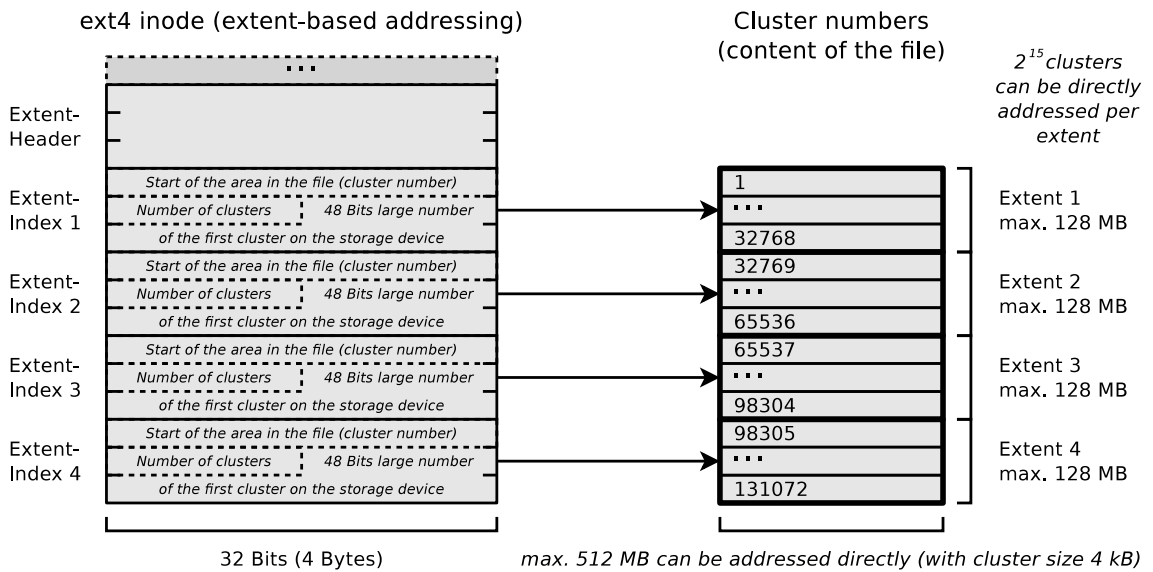 ext4 inode (extent-based addressing)
...
Extent-
Header
Extent-
Index 1
Start of the area in the file (cluster number)
Number of clusters
48 Bits large number
of the first cluster on the storage device
Extent-
Index 2
Start of the area in the file (cluster number)
Number of clusters
48 Bits large number
of the first cluster on the storage device
Extent-
Index 3
Start of the area in the file (cluster number)
Number of clusters
48 Bits large number
of the first cluster on the storage device
Extent-
Index 4
Start of the area in the file (cluster number)
Number of clusters
48 Bits large number
of the first cluster on the storage device
32 Bits (4 Bytes)
Cluster numbers
(content of the file)
1
...
32768
32769
...
65536
65537
...
98304
98305
...
131072
2¹⁵ clusters
can be directly
addressed per
extent
Extent 1
max. 128 MB
Extent 2
max. 128 MB
Extent 3
max. 128 MB
Extent 4
max. 128 MB
max. 512 MB can be addressed directly (with cluster size 4 kB)